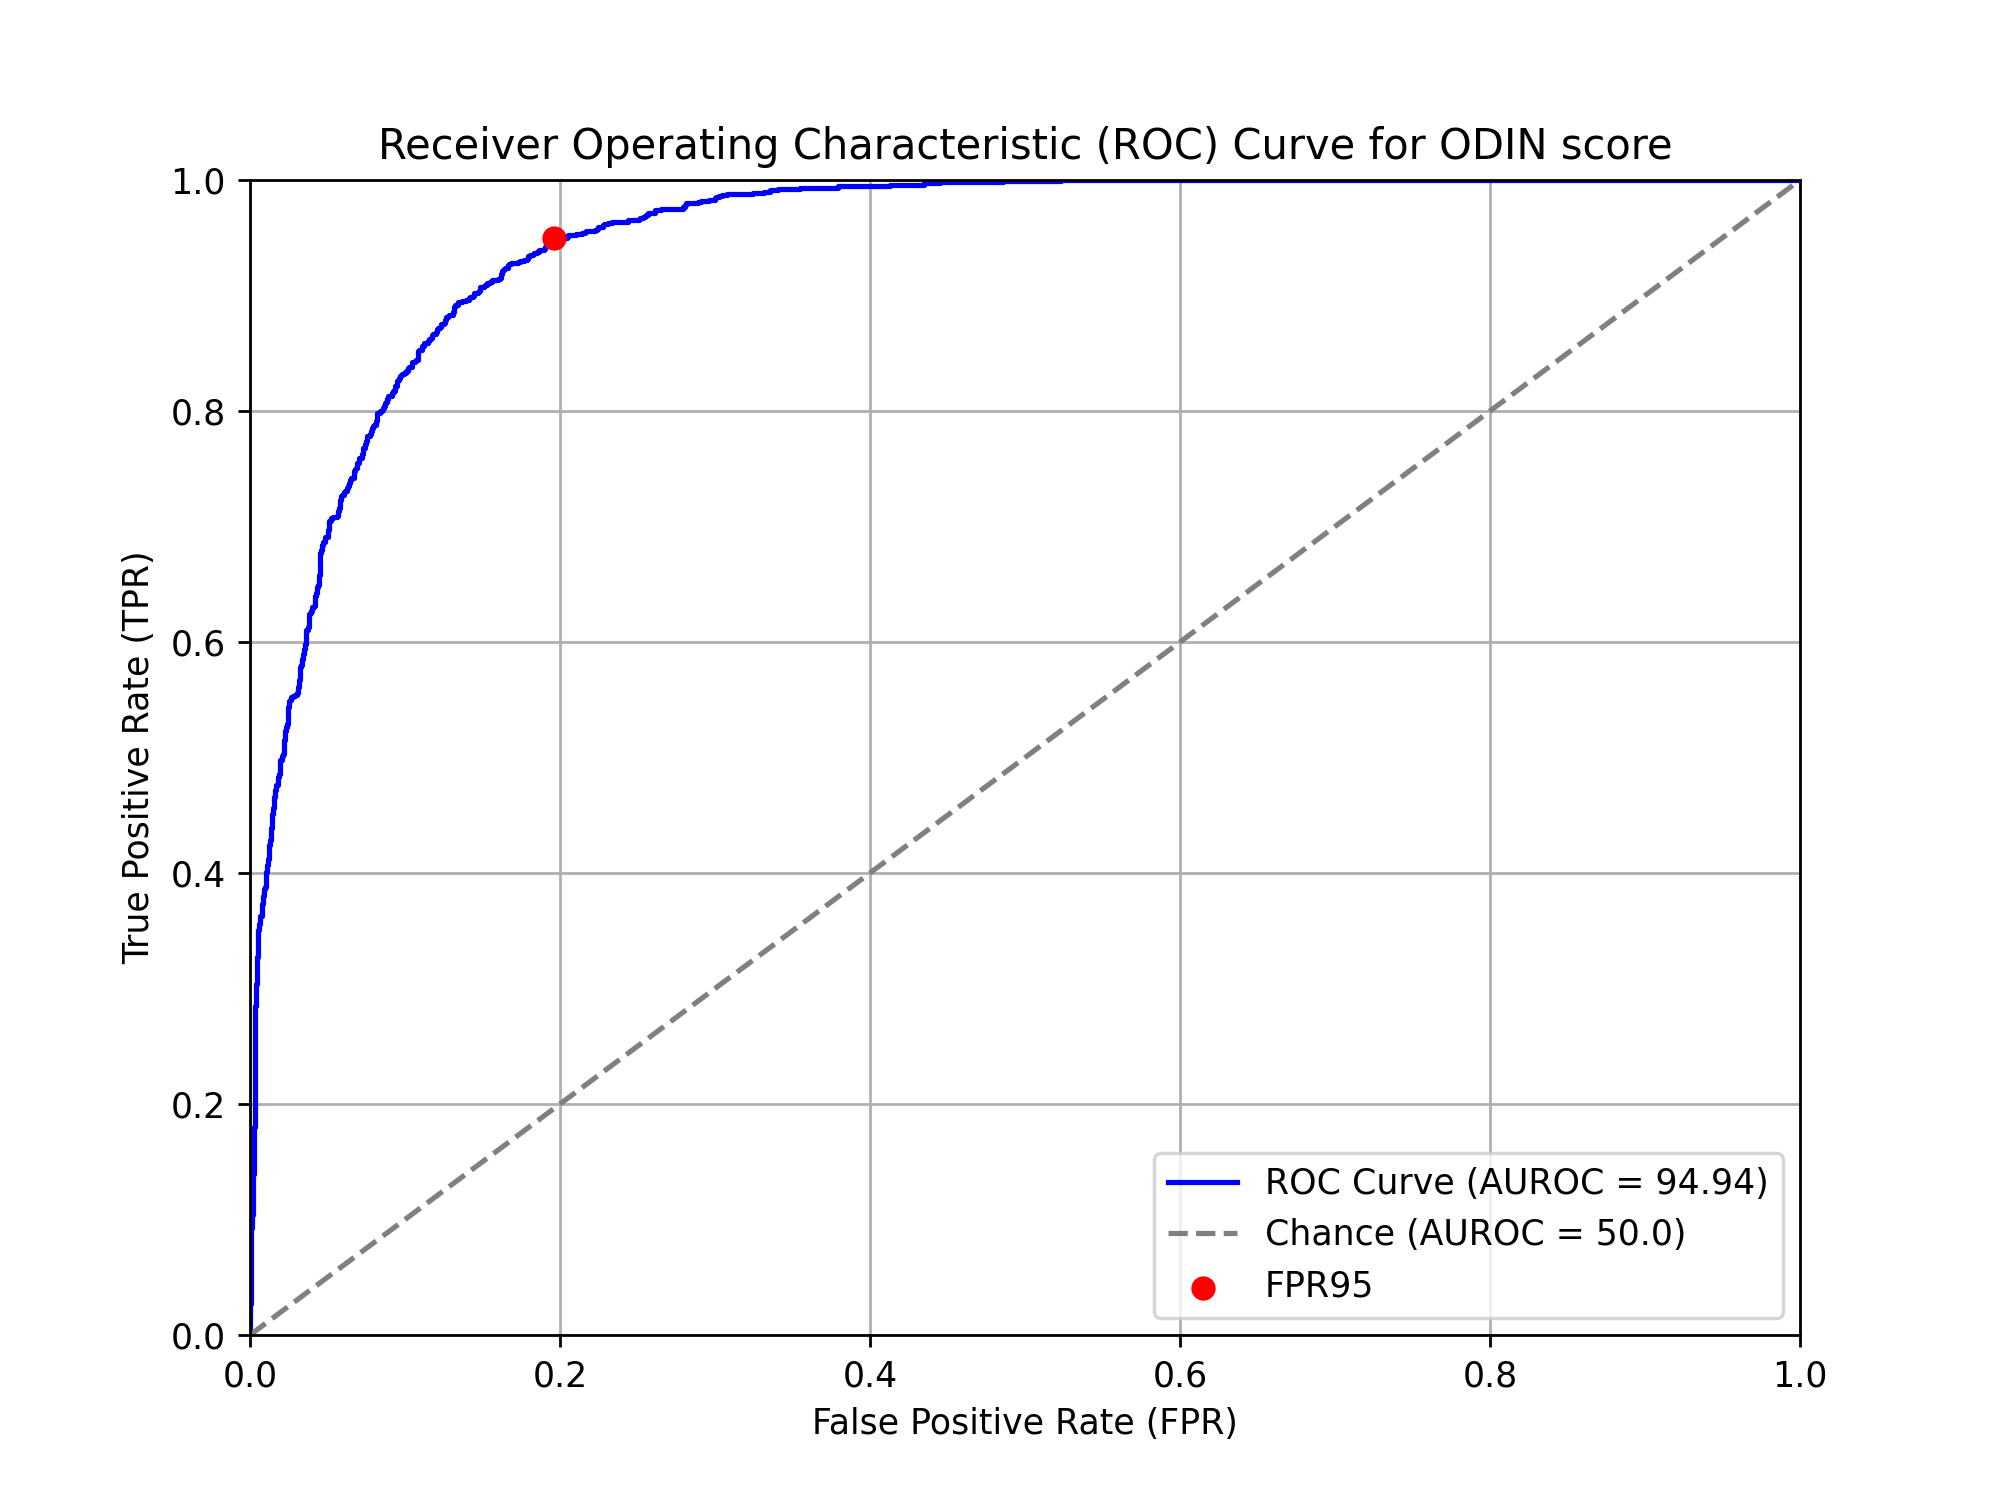 Receiver Operating Characteristic (ROC) Curve for ODIN score
1.0
0.8
0.6
0.4
0.2
0.0
True Positive Rate (TPR)
0.0 0.2 0.4 0.6 0.8 1.0
False Positive Rate (FPR)
ROC Curve (AUROC = 94.94)
Chance (AUROC = 50.0)
FPR95